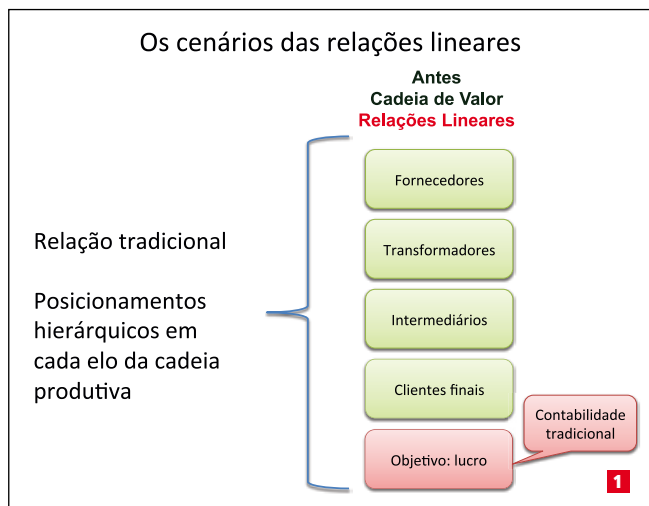 Os cenários das relações lineares
Antes
Cadeia de Valor
Relações Lineares
Relação tradicional
Posicionamentos
hierárquicos em
cada elo da cadeia
produtiva
Fornecedores
Transformadores
Intermediários
Clientes finais
Objetivo: lucro
Contabilidade
tradicional
1